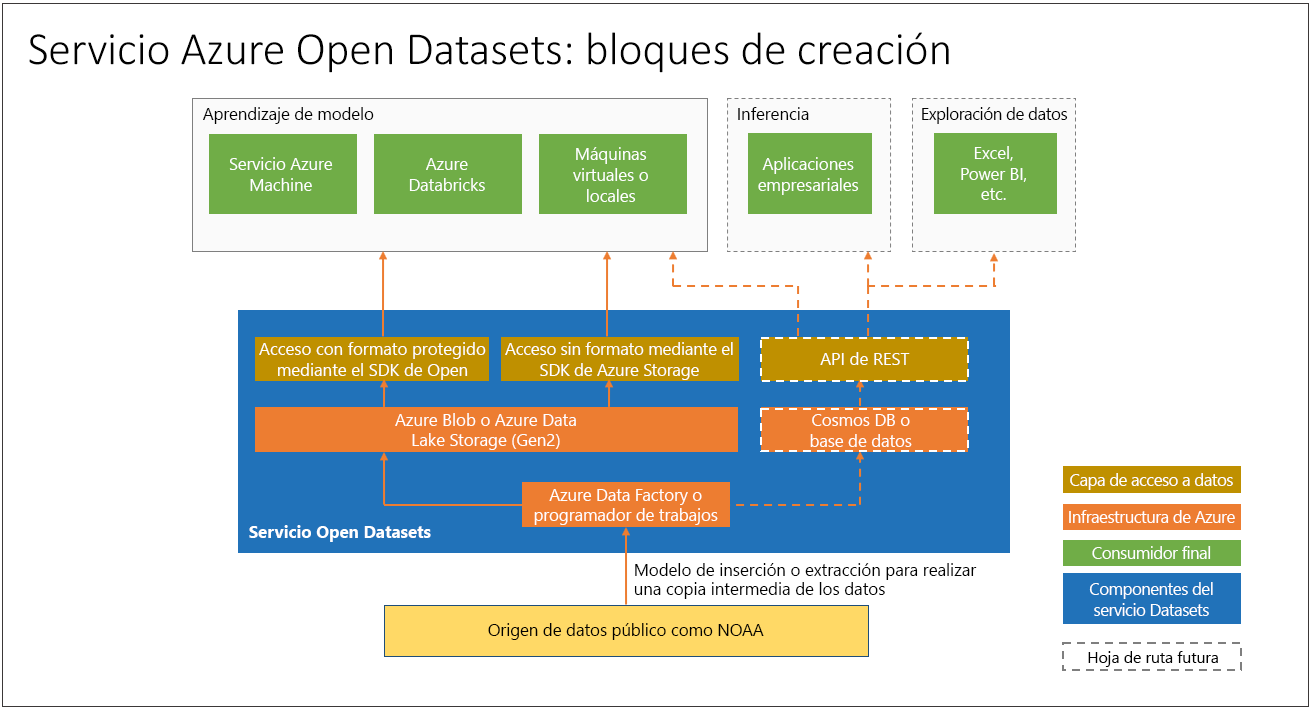 Servicio Azure Open Datasets: bloques de creación
Aprendizaje de modelo
Servicio Azure
Machine
Azure
Databricks
Máquinas
virtuales o
locales
Inferencia
Aplicaciones
empresariales
Exploración de datos
Excel,
Power BI,
etc.
Acceso con formato protegido
mediante el SDK de Open
Acceso sin formato mediante el
SDK de Azure Storage
API de REST
Azure Blob o Azure Data
Lake Storage (Gen2)
Cosmos DB o
base de datos
Azure Data Factory o
programador de trabajos
Servicio Open Datasets
Modelo de inserción o extracción para realizar
una copia intermedia de los datos
Origen de datos público como NOAA
Capa de acceso a datos
Infraestructura de Azure
Consumidor final
Componentes del
servicio Datasets
Hoja de ruta futura